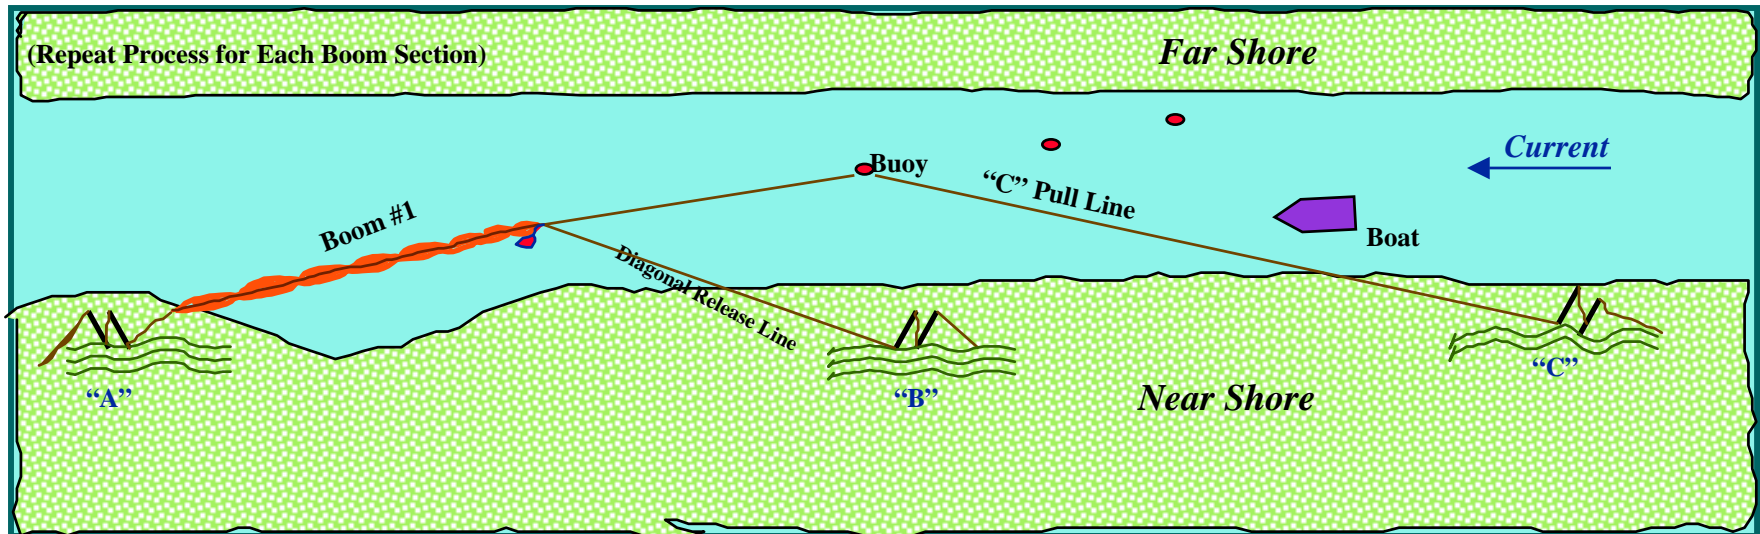 (Repeat Process for Each Boom Section)
Far Shore
Current
Buoy
“C” Pull Line
Boom #1
Boat
Diagonal Release Line
“A”
“B”
“C”
Near Shore